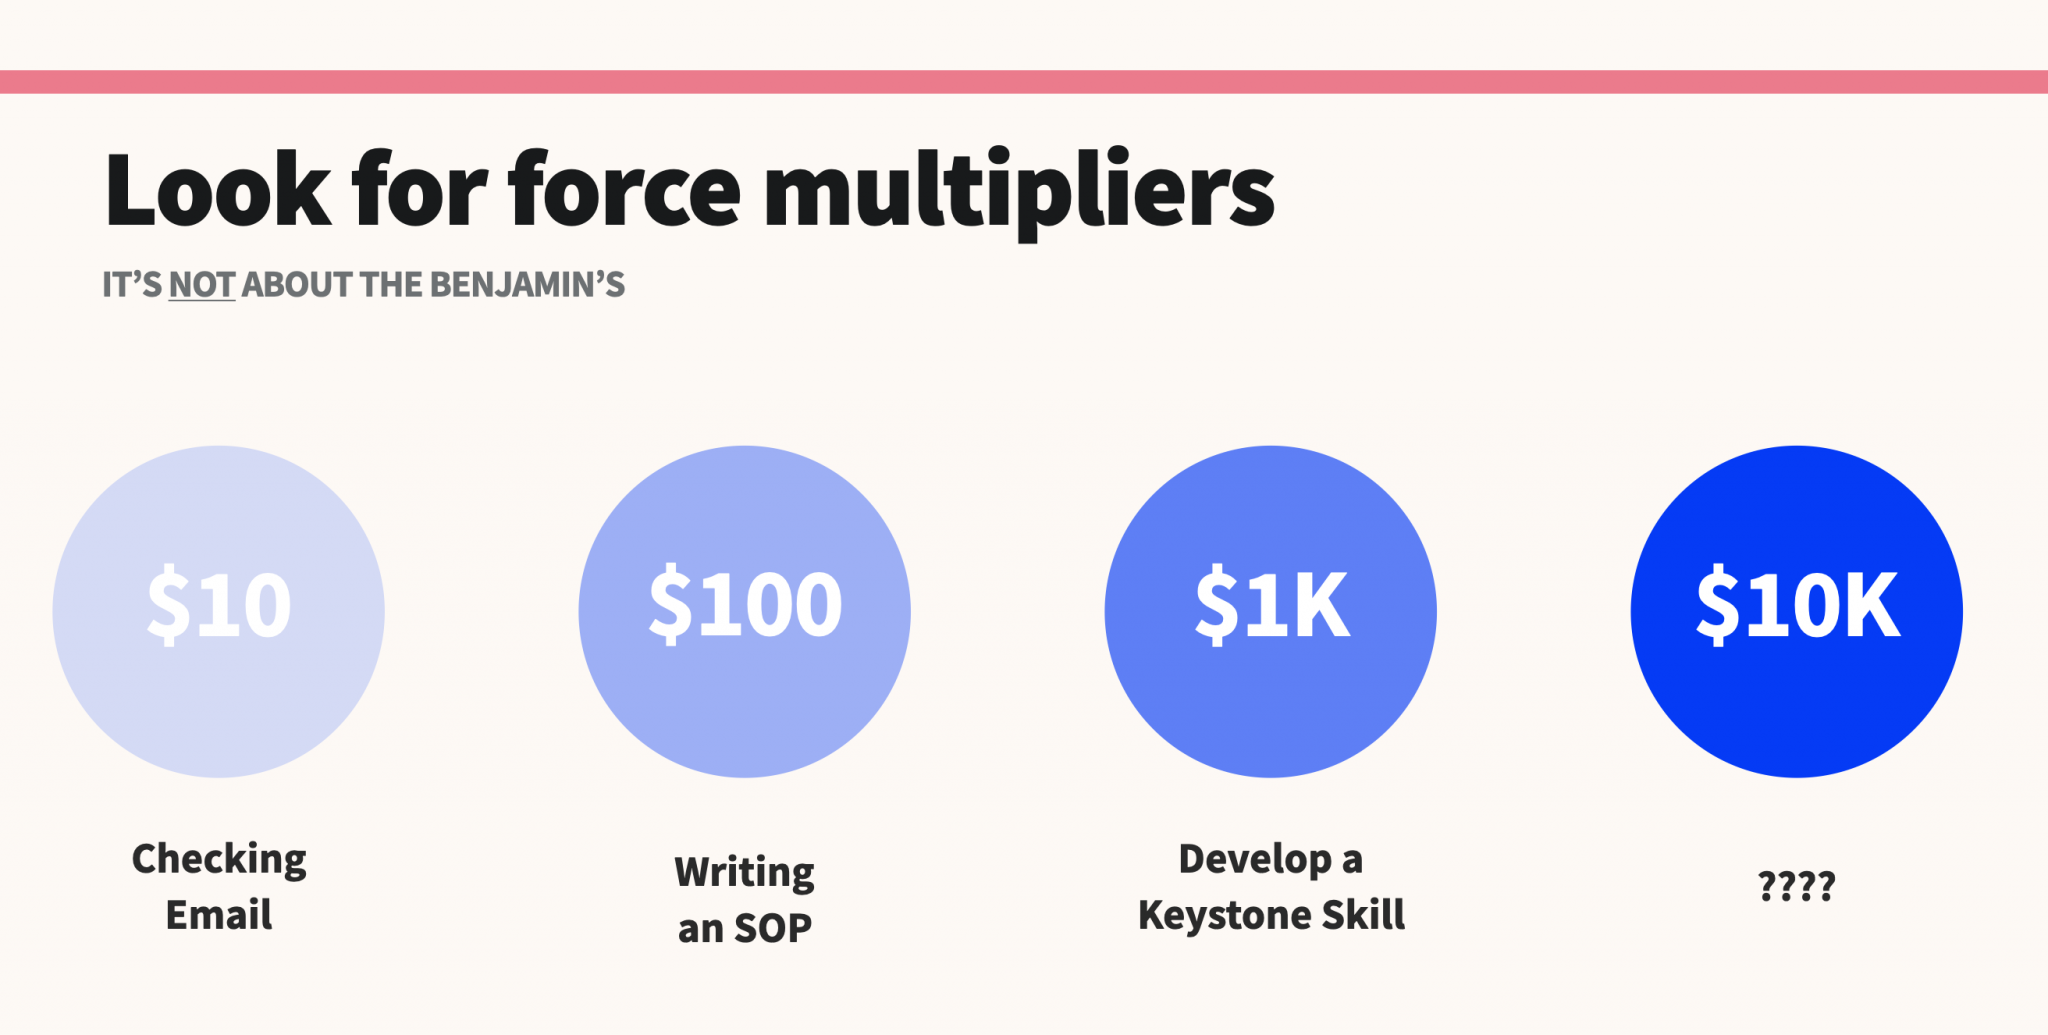 Look for force multipliers
IT’S NOT ABOUT THE BENJAMIN’S
$10
$100
$1K
$10K
Checking
Email
Writing
an SOP
Develop a
Keystone Skill
????